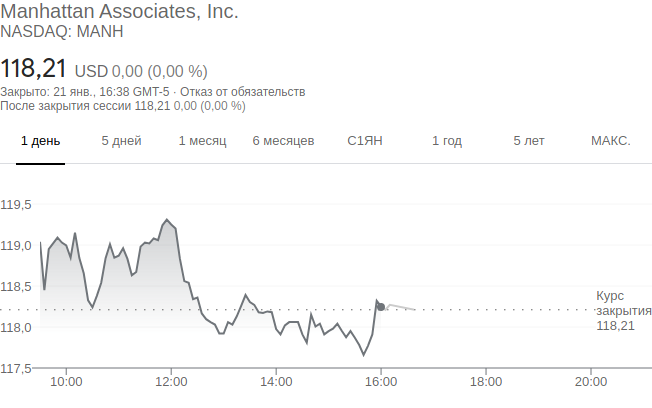 Manhattan Associates, Inc.
NASDAQ: MANH
118,21 USD 0,00 (0,00 %)
Закрыто: 21 янв., 16:38 GMT-5 · Отказ от обязательств
После закрытия сессии 118,21 0,00 (0,00 %)
1 день 5 дней 1 месяц 6 месяцев С1ЯН 1 год 5 лет МАКС.
119,5
119,0
118,5
118,0
117,5
Курс
закрытия
118,21
10:00 12:00 14:00 16:00 18:00 20:00